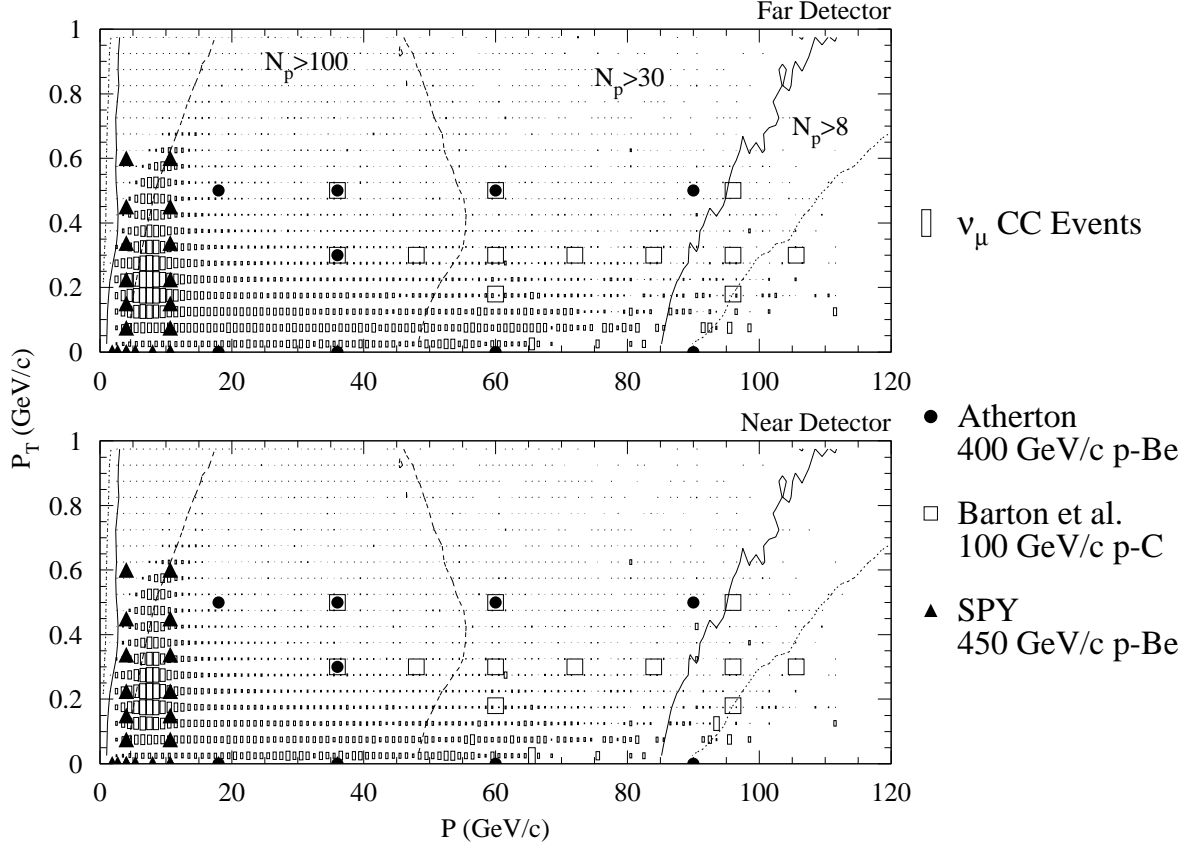 Far Detector
1
0.8
0.6
0.4
0.2
0
N_p>100
N_p>30
N_p>8
0 20 40 60 80 100 120
ν_μ CC Events
P_T (GeV/c)
Near Detector
1
0.8
0.6
0.4
0.2
0
0 20 40 60 80 100 120
P (GeV/c)
Atherton
400 GeV/c p-Be
Barton et al.
100 GeV/c p-C
SPY
450 GeV/c p-Be